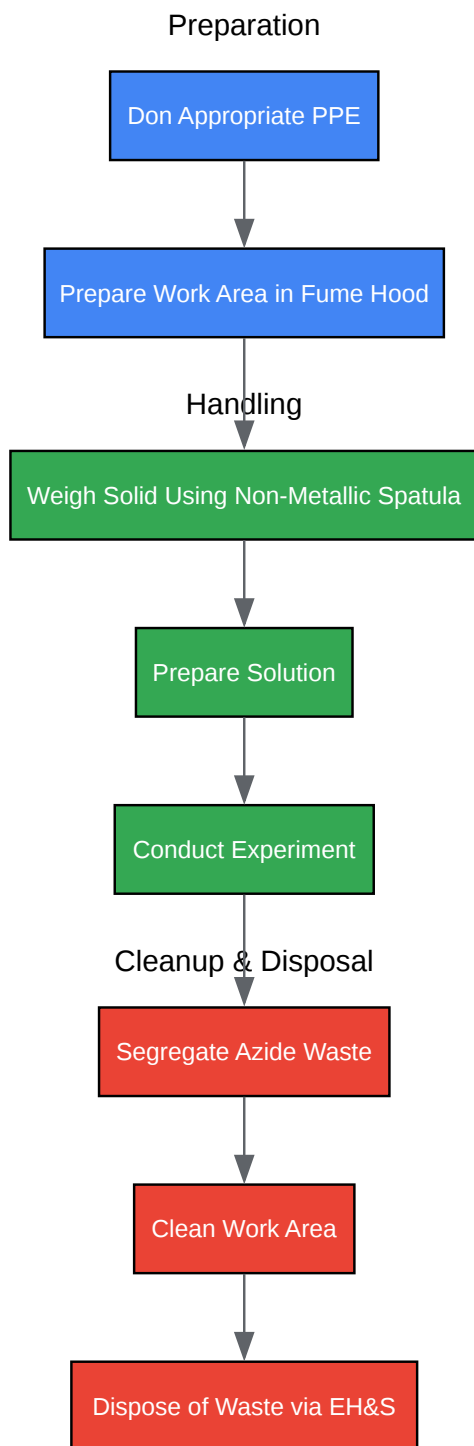 Preparation
Don Appropriate PPE
Prepare Work Area in Fume Hood
Handling
Weigh Solid Using Non-Metallic Spatula
Prepare Solution
Conduct Experiment
Cleanup & Disposal
Segregate Azide Waste
Clean Work Area
Dispose of Waste via EH&S